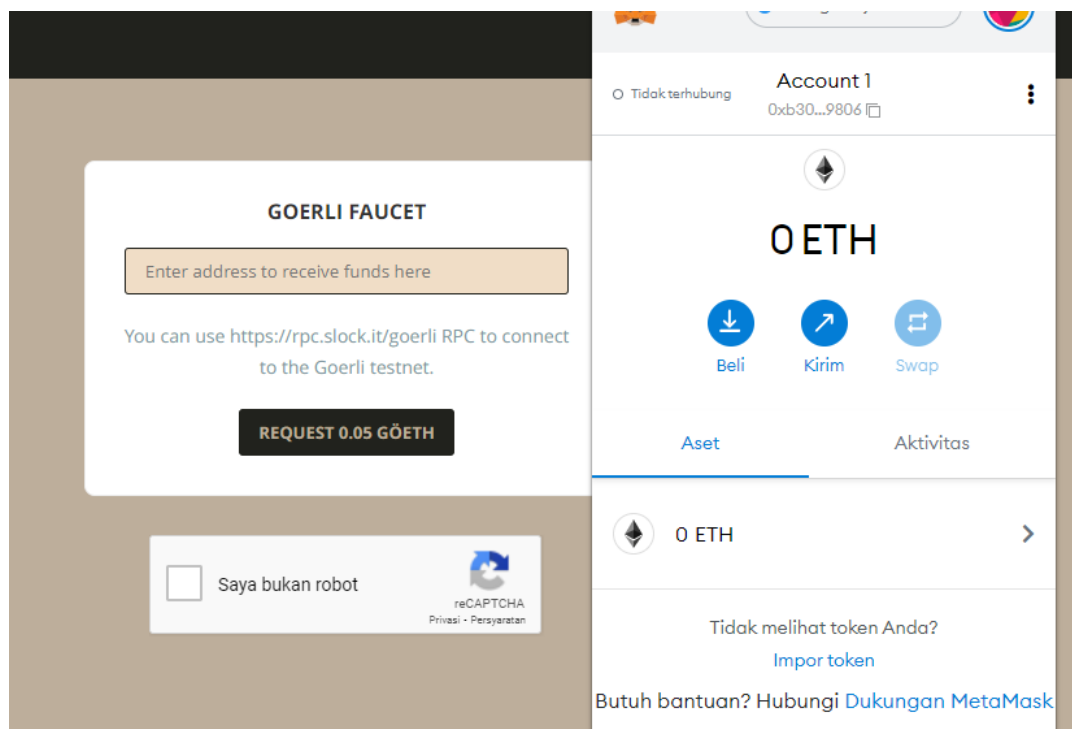 GOERLI FAUCET
Enter address to receive funds here
You can use https://rpc.slock.it/goerli RPC to connect
to the Goerli testnet.
REQUEST 0.05 GÖETH
Saya bukan robot
reCAPTCHA
Privasi - Persyaratan
Tidak terhubung
Account 1
0xb30...9806
0 ETH
Beli
Kirim
Swap
Aset
Aktivitas
0 ETH
Tidak melihat token Anda?
Impor token
Butuh bantuan? Hubungi Dukungan MetaMask